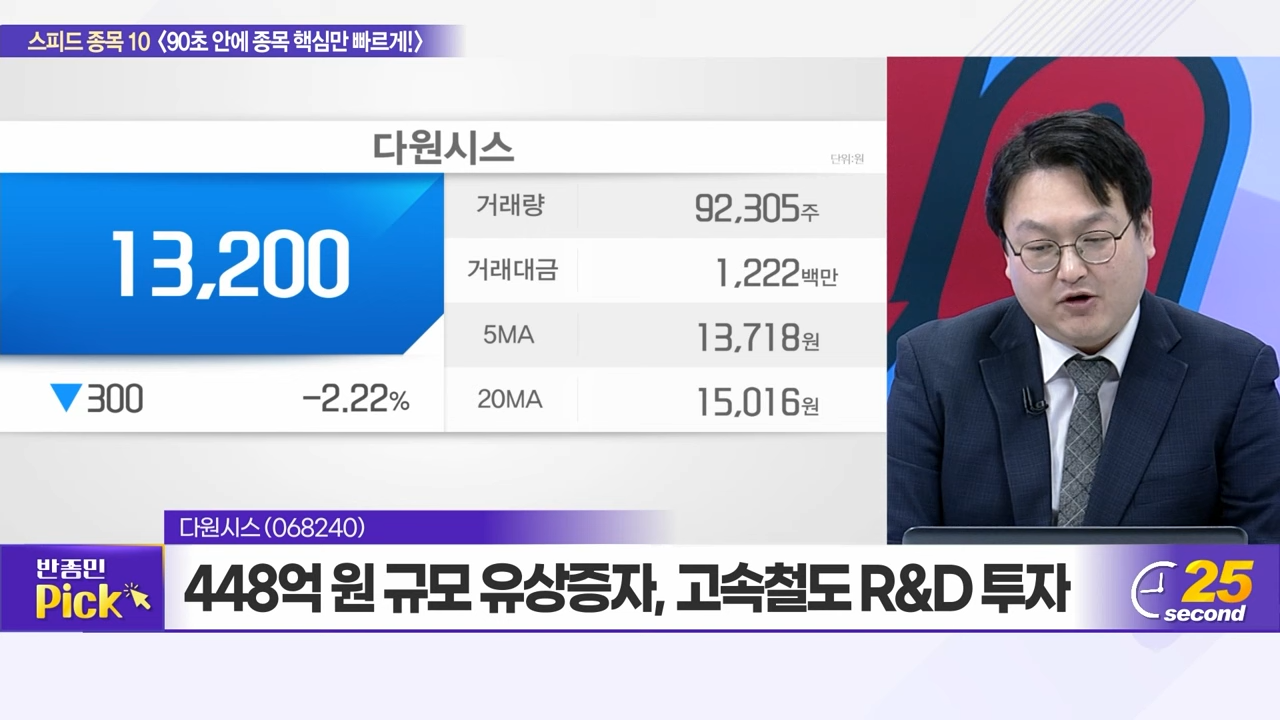 스피드 종목 10 〈90초 안에 종목 핵심만 빠르게!〉
다원시스
단위:원
13,200
▼300 -2.22%
거래량 92,305주
거래대금 1,222백만
5MA 13,718원
20MA 15,016원
다원시스(068240)
반종민
Pick
448억 원 규모 유상증자, 고속철도 R&D 투자
25
second